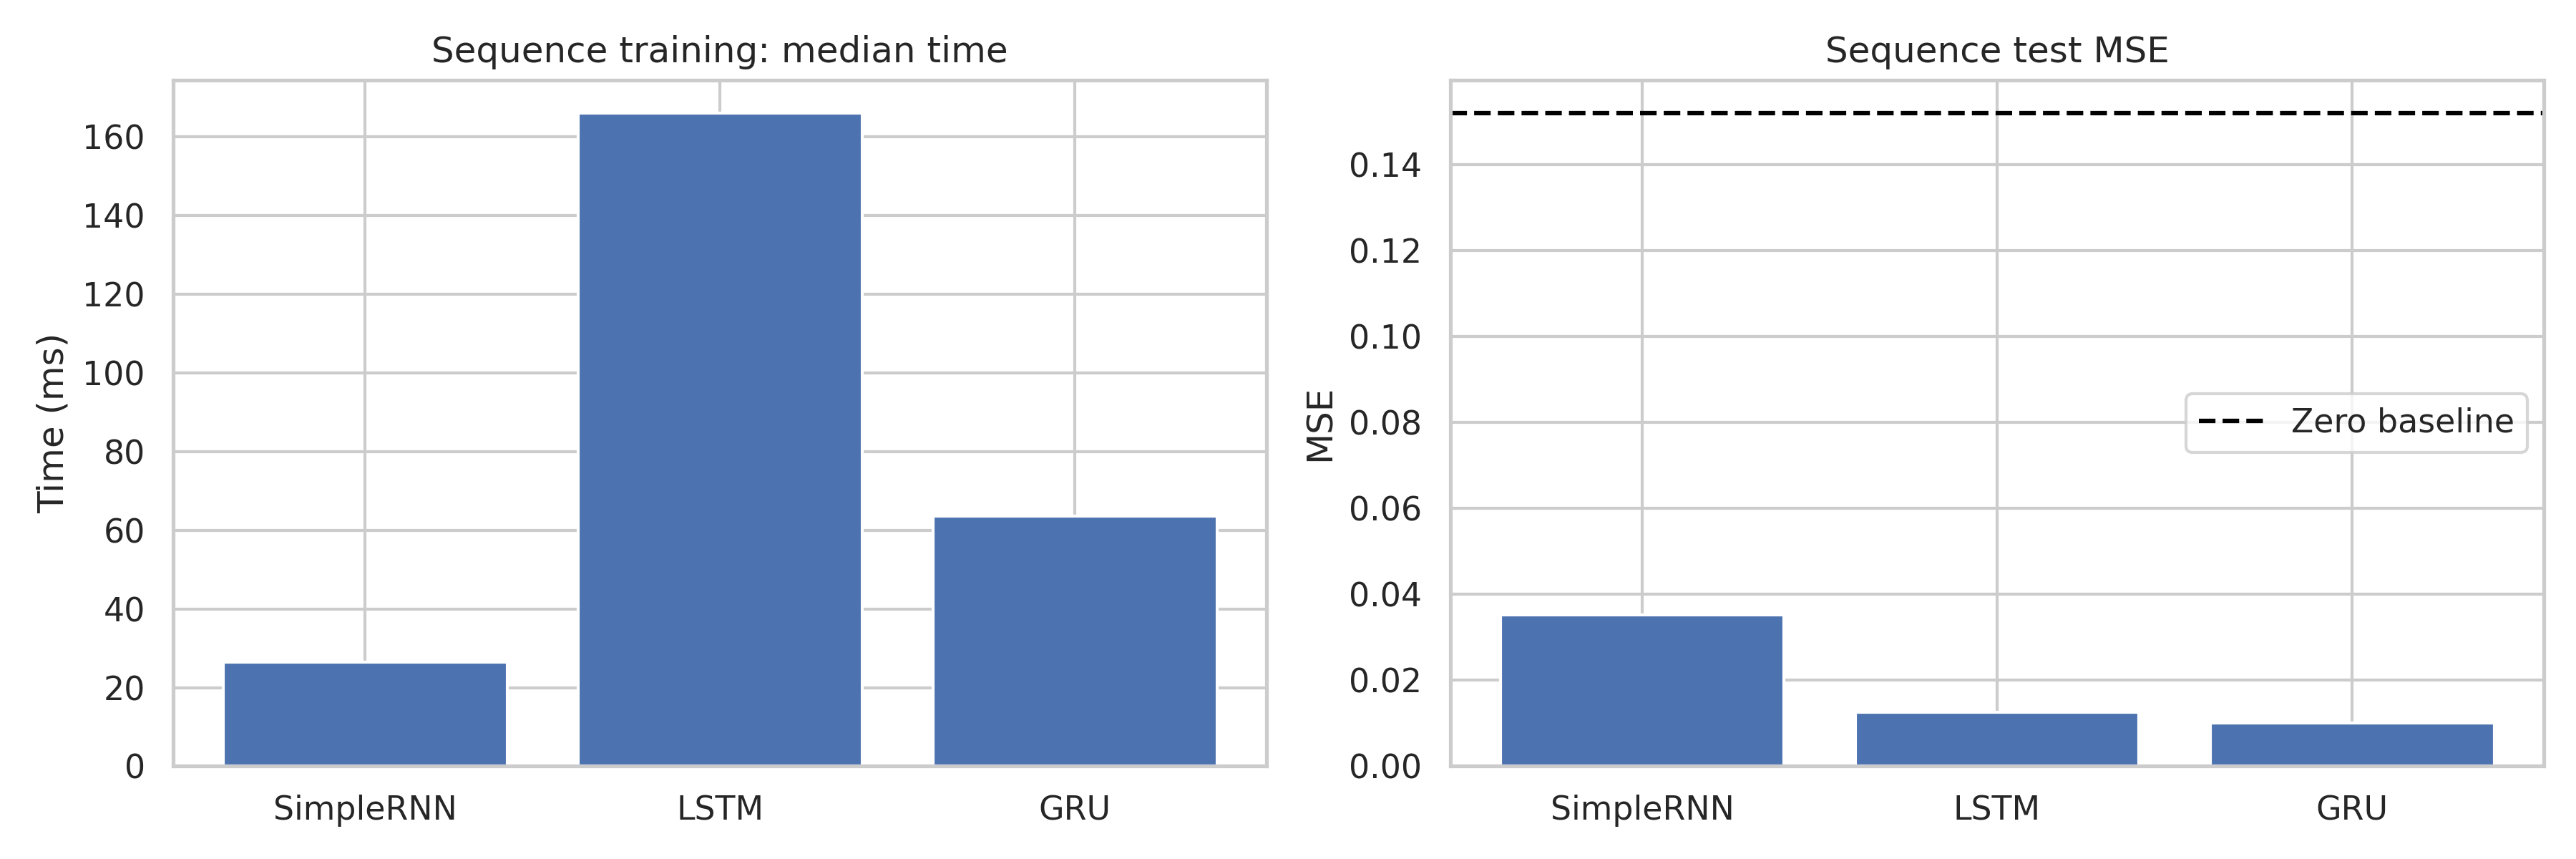 Sequence training: median time
Time (ms)
160
140
120
100
80
60
40
20
0
SimpleRNN
LSTM
GRU
Sequence test MSE
MSE
0.14
0.12
0.10
0.08
0.06
0.04
0.02
0.00
Zero baseline
SimpleRNN
LSTM
GRU